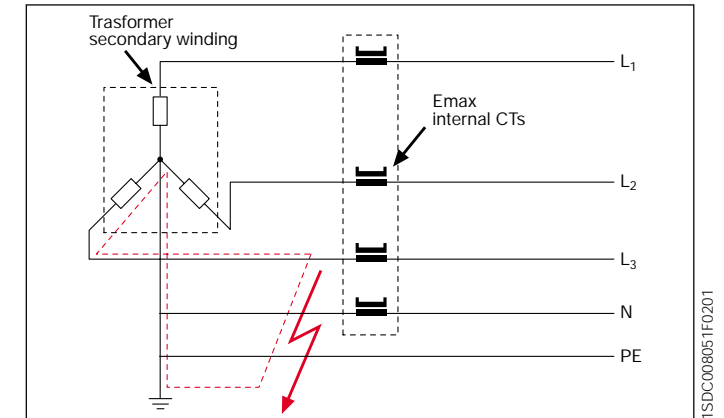 Trasformer
secondary winding
L1
Emax
internal CTs
L2
L3
N
PE
1SDC008051F0201